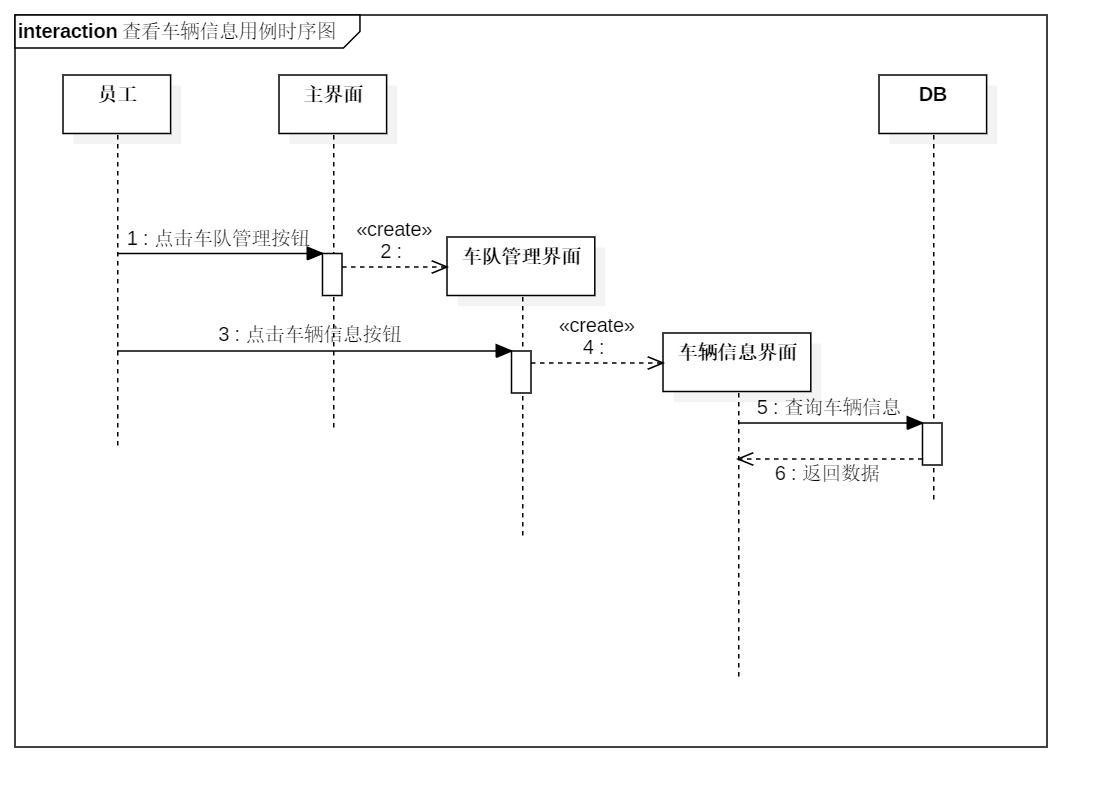 interaction 查看车辆信息用例时序图
员工
主界面
DB
1 : 点击车队管理按钮
«create»
2 :
车队管理界面
3 : 点击车辆信息按钮
«create»
4 :
车辆信息界面
5 : 查询车辆信息
6 : 返回数据